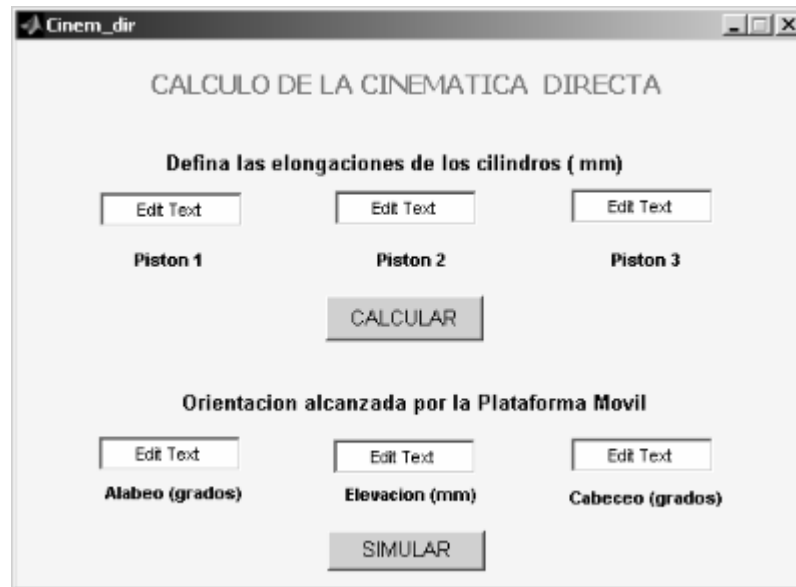 Cinem_dir
CALCULO DE LA CINEMATICA DIRECTA
Defina las elongaciones de los cilindros ( mm)
Edit Text Edit Text Edit Text
Piston 1 Piston 2 Piston 3
CALCULAR
Orientacion alcanzada por la Plataforma Movil
Edit Text Edit Text Edit Text
Alabeo (grados) Elevacion (mm) Cabeceo (grados)
SIMULAR